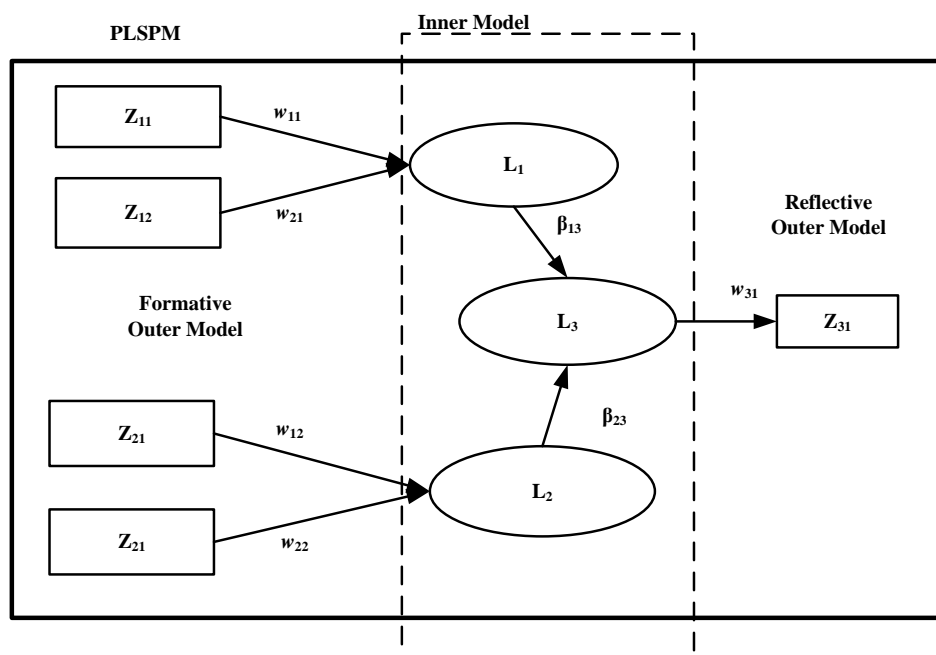 Inner Model
PLSPM
Z₁₁
w₁₁
Z₁₂
w₂₁
L₁
β₁₃
Reflective
Outer Model
Formative
Outer Model
L₃
w₃₁
Z₃₁
Z₂₁
w₁₂
β₂₃
L₂
Z₂₁
w₂₂